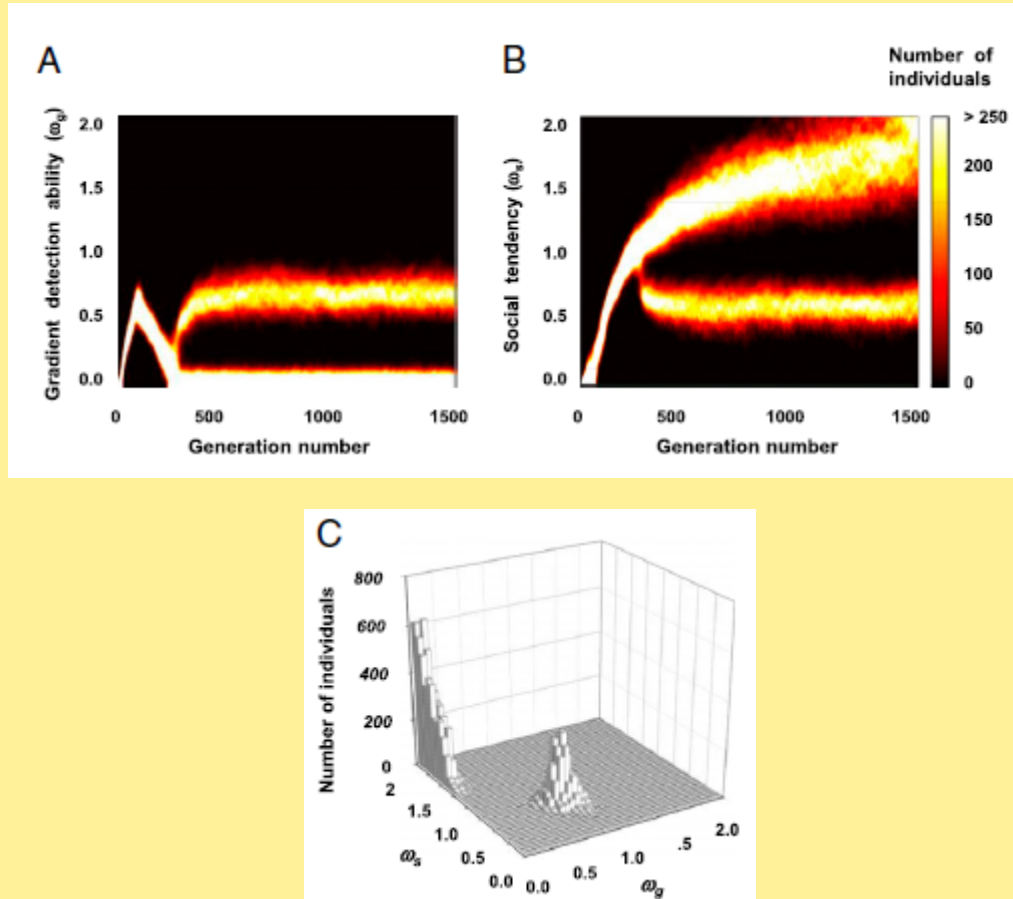 A
B
Number of
individuals
Gradient detection ability (ωg)
2.0
1.5
1.0
0.5
0.0
0 500 1000 1500
Generation number
Social tendency (ωs)
2.0
1.5
1.0
0.5
0.0
0 500 1000 1500
Generation number
> 250
200
150
100
50
0
C
Number of individuals
800
600
400
200
0
2
1.5
1.0
0.5
0.0
ωs
0.0
0.5
1.0
.5
2.0
ωg